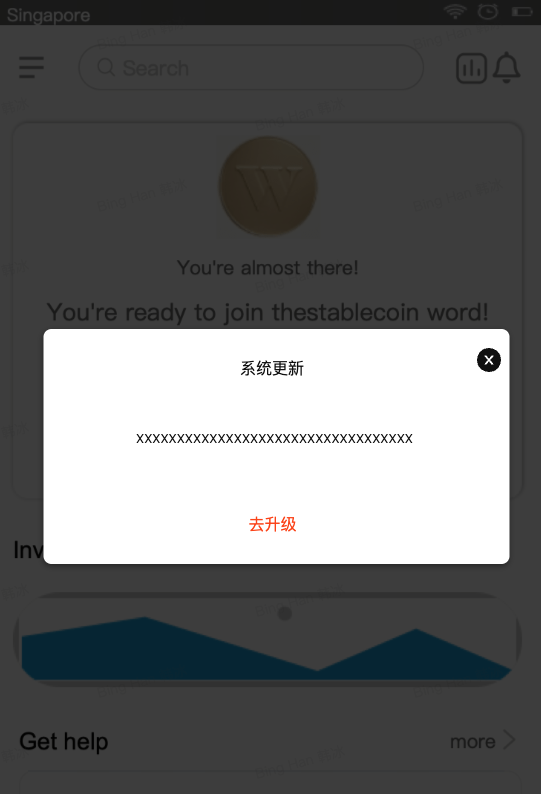 Singapore
Search
W
You're almost there!
You're ready to join thestablecoin word!
系统更新
xxxxxxxxxxxxxxxxxxxxxxxxxxxxxxxxxx
去升级
Inv
Get help
more